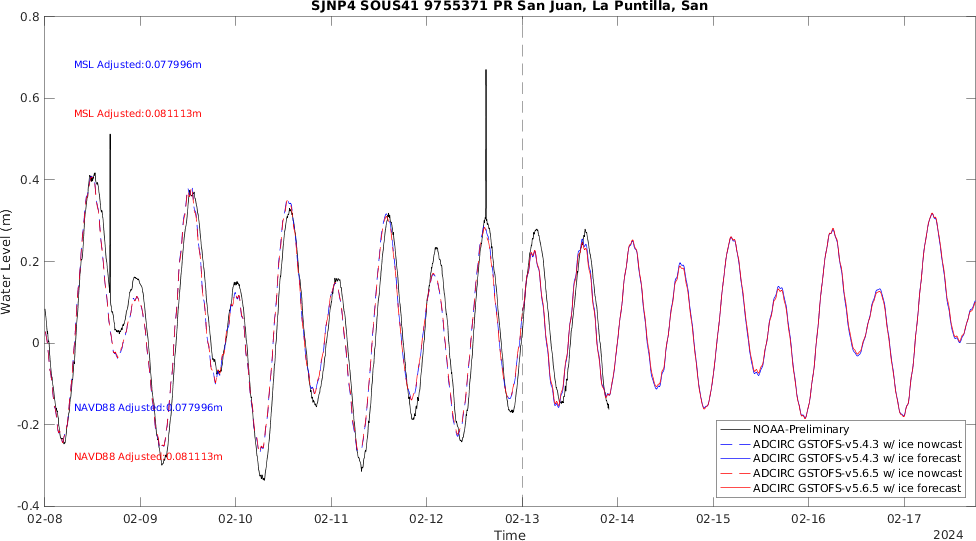 SJNP4 SOUS41 9755371 PR San Juan, La Puntilla, San
0.8
MSL Adjusted:0.077996m
0.6
MSL Adjusted:0.081113m
0.4
0.2
Water Level (m)
0
NAVD88 Adjusted:0.077996m
-0.2
NAVD88 Adjusted:0.081113m
-0.4
NOAA-Preliminary
ADCIRC GSTOFS-v5.4.3 w/ ice nowcast
ADCIRC GSTOFS-v5.4.3 w/ ice forecast
ADCIRC GSTOFS-v5.6.5 w/ ice nowcast
ADCIRC GSTOFS-v5.6.5 w/ ice forecast
02-08 02-09 02-10 02-11 02-12 02-13 02-14 02-15 02-16 02-17
Time
2024